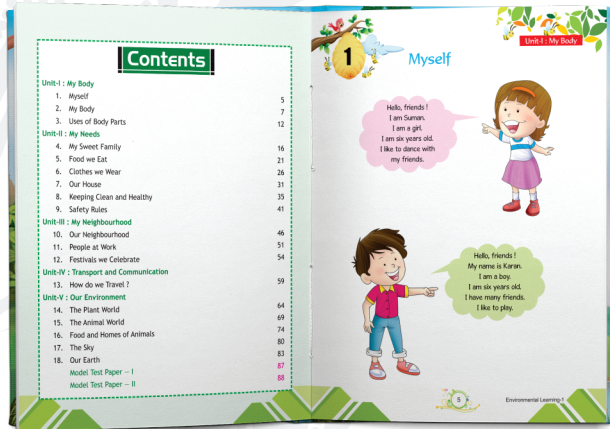 Contents
Unit-I : My Body
1. Myself 5
2. My Body 7
3. Uses of Body Parts 12
Unit-II : My Needs
4. My Sweet Family 16
5. Food we Eat 21
6. Clothes we Wear 26
7. Our House 31
8. Keeping Clean and Healthy 35
9. Safety Rules 41
Unit-III : My Neighbourhood
10. Our Neighbourhood 46
11. People at Work 51
12. Festivals we Celebrate 54
Unit-IV : Transport and Communication
13. How do we Travel ? 59
Unit-V : Our Environment
14. The Plant World 64
15. The Animal World 69
16. Food and Homes of Animals 74
17. The Sky 80
18. Our Earth 83
Model Test Paper – I 87
Model Test Paper – II 88
Unit-I : My Body
1
Myself
Hello, friends !
I am Suman.
I am a girl.
I am six years old.
I like to dance with
my friends.
Hello, friends !
My name is Karan.
I am a boy.
I am six years old.
I have many friends.
I like to play.
5
Environmental Learning-1